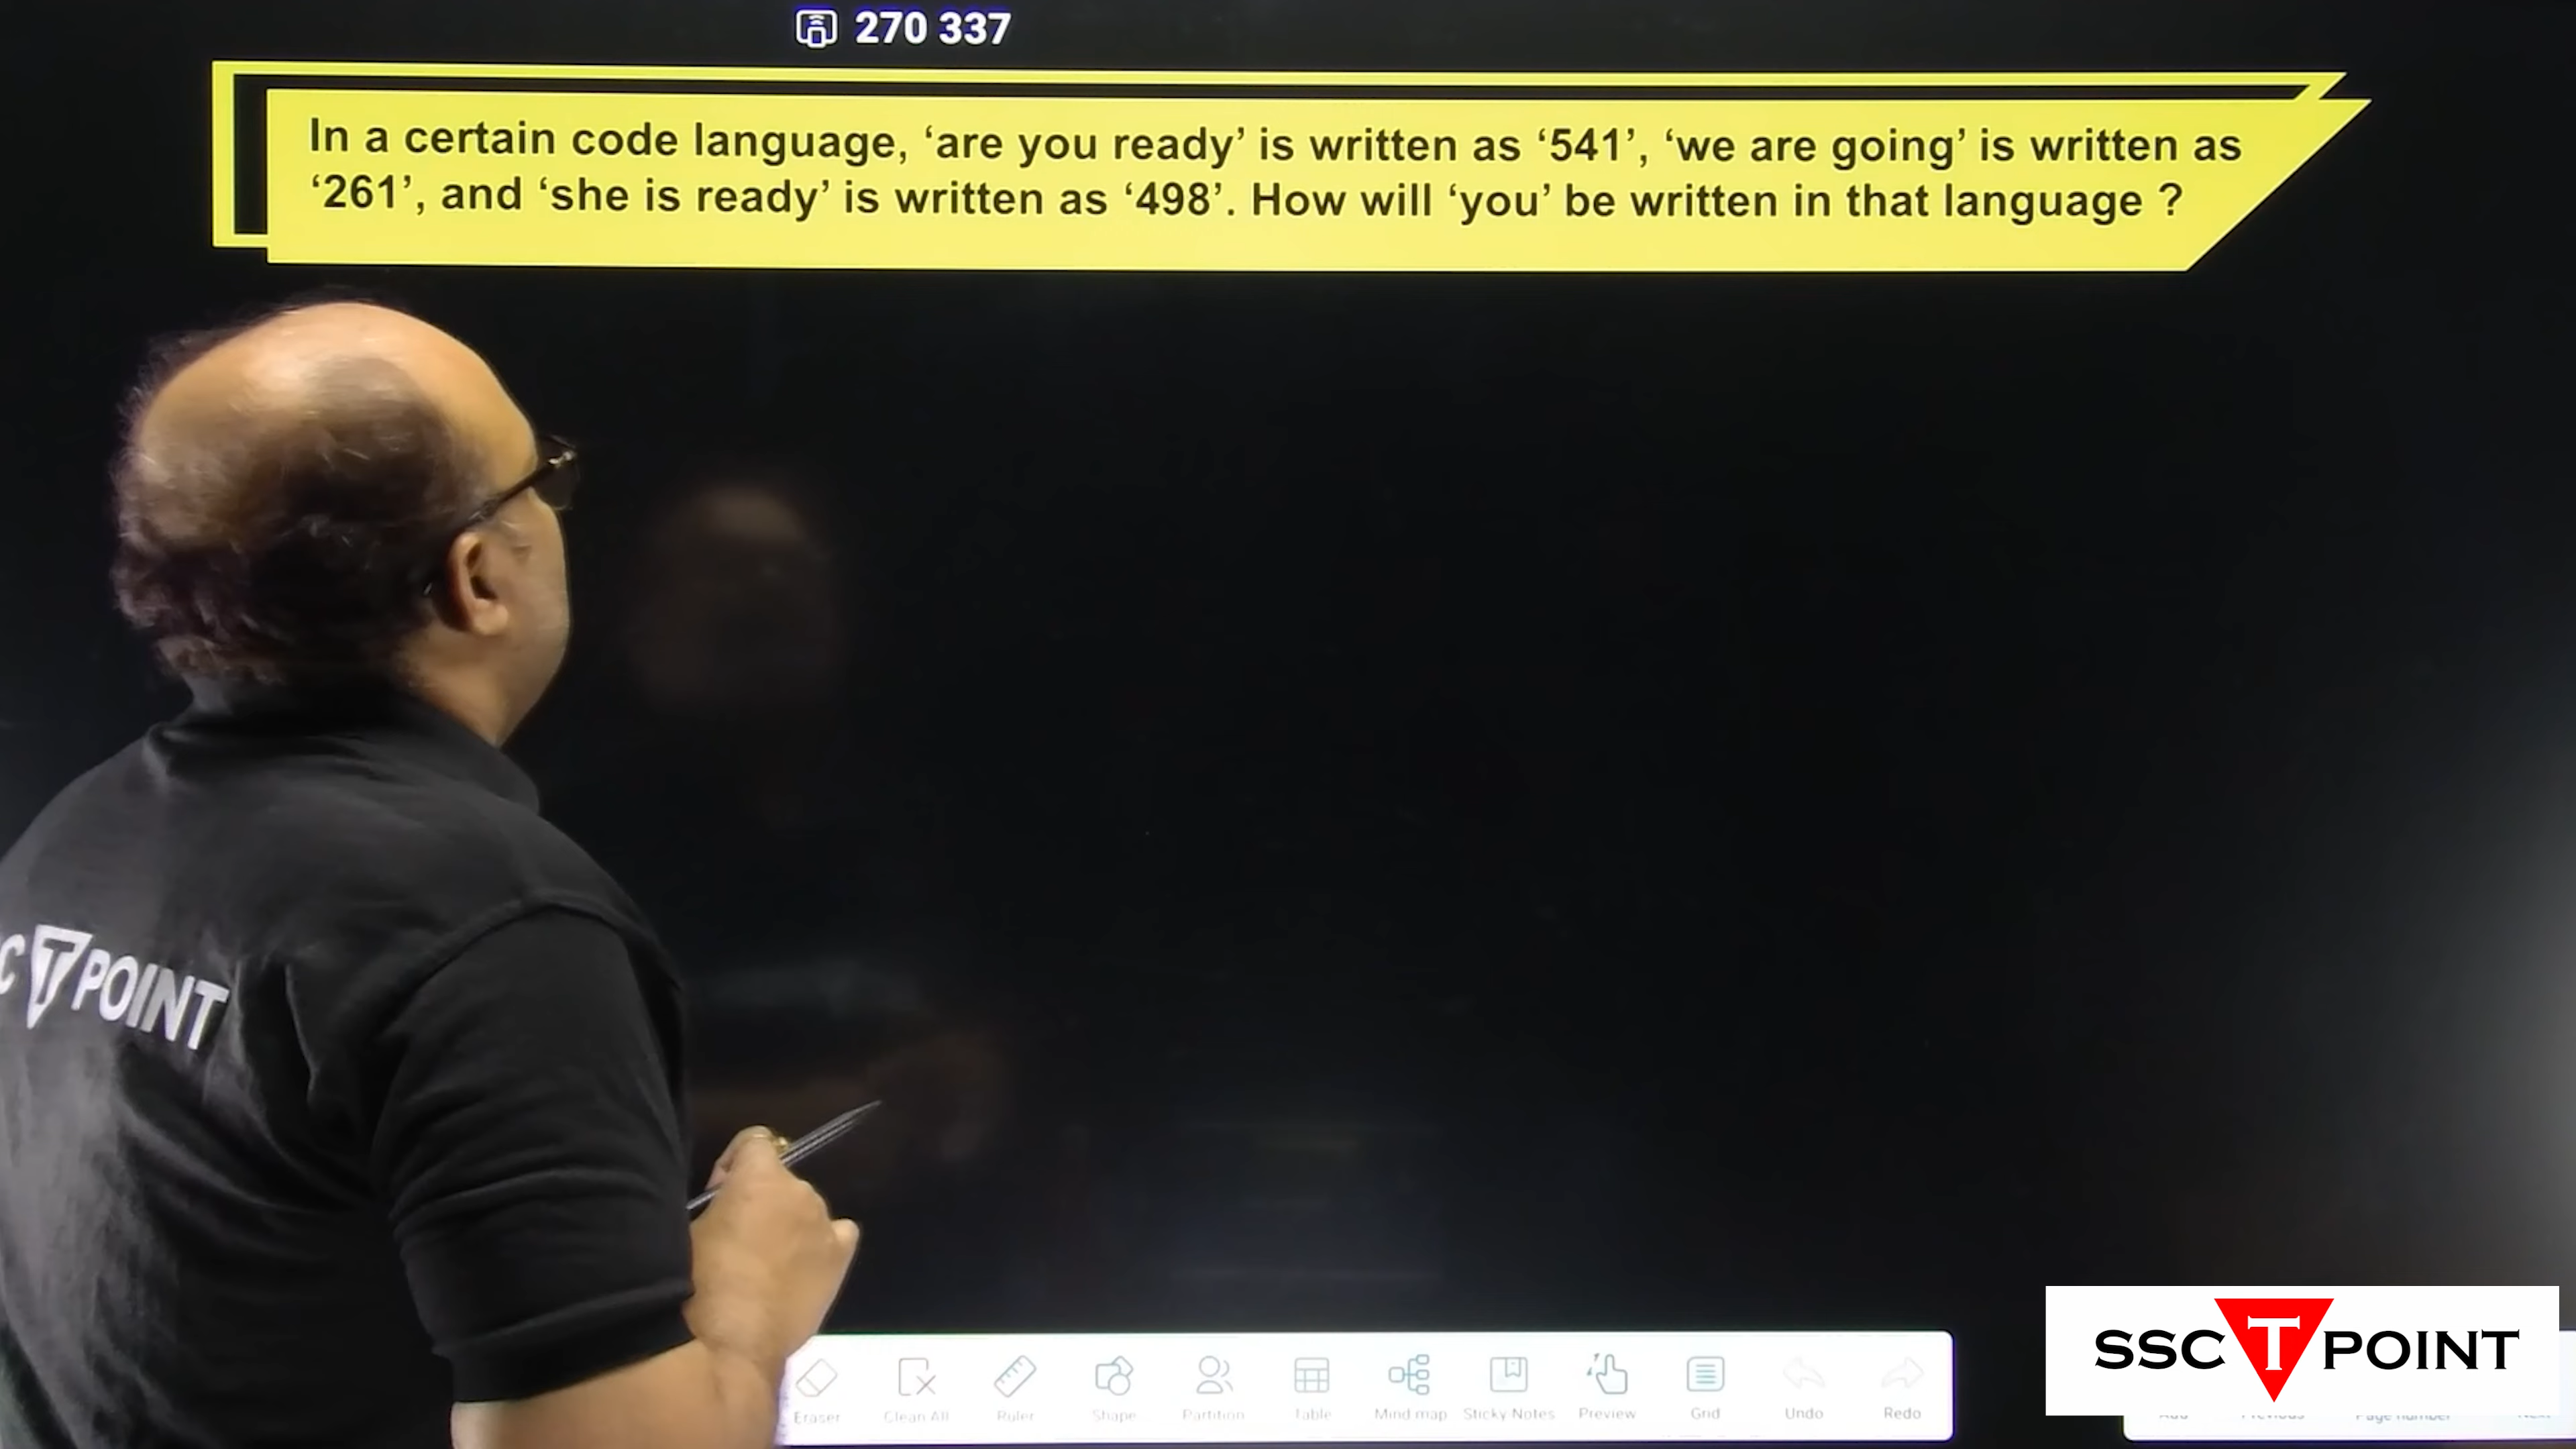 270 337
In a certain code language, ‘are you ready’ is written as ‘541’, ‘we are going’ is written as
‘261’, and ‘she is ready’ is written as ‘498’. How will ‘you’ be written in that language ?
C T POINT
Eraser Clean All Ruler Shape... Partition Table Mind map Sticky Notes Preview Grid Undo Redo
SSC T POINT
Page number